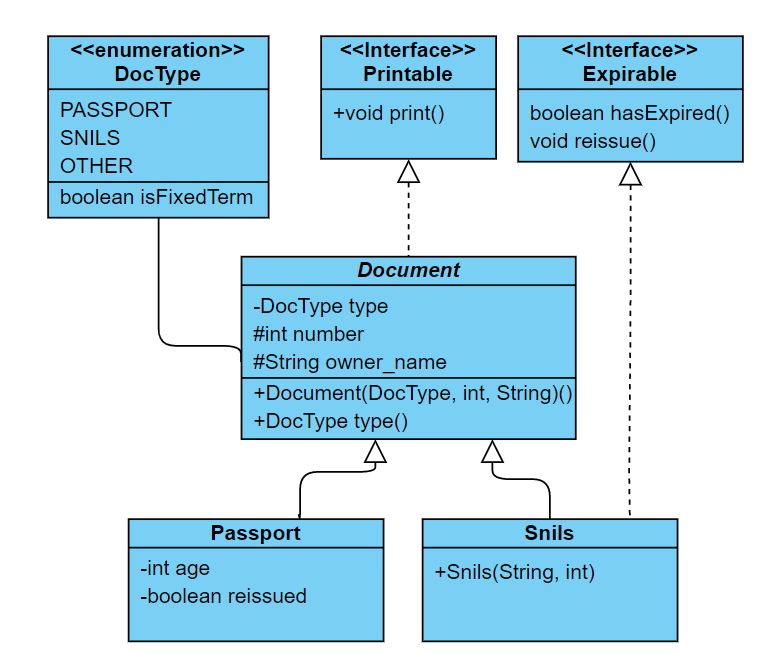 <<enumeration>>
DocType
PASSPORT
SNILS
OTHER
boolean isFixedTerm
<<Interface>>
Printable
+void print()
<<Interface>>
Expirable
boolean hasExpired()
void reissue()
Document
-DocType type
#int number
#String owner_name
+Document(DocType, int, String)()
+DocType type()
Passport
-int age
-boolean reissued
Snils
+Snils(String, int)